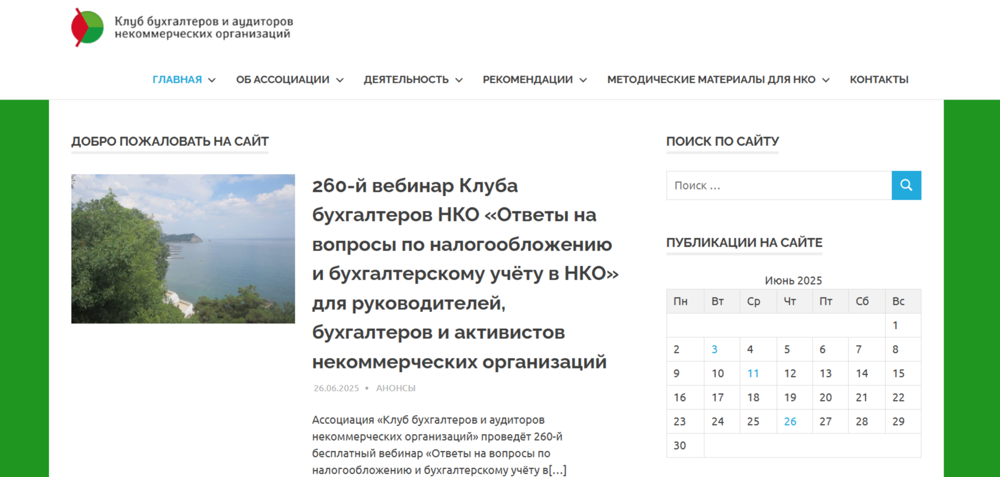 Клуб бухгалтеров и аудиторов
некоммерческих организаций
ГЛАВНАЯ ОБ АССОЦИАЦИИ ДЕЯТЕЛЬНОСТЬ РЕКОМЕНДАЦИИ МЕТОДИЧЕСКИЕ МАТЕРИАЛЫ ДЛЯ НКО КОНТАКТЫ
ДОБРО ПОЖАЛОВАТЬ НА САЙТ
260-й вебинар Клуба
бухгалтеров НКО «Ответы на
вопросы по налогообложению
и бухгалтерскому учёту в НКО»
для руководителей,
бухгалтеров и активистов
некоммерческих организаций
26.06.2025 • АНОНСЫ
Ассоциация «Клуб бухгалтеров и аудиторов
некоммерческих организаций» проведёт 260-й
бесплатный вебинар «Ответы на вопросы по
налогообложению и бухгалтерскому учёту в[…]
ПОИСК ПО САЙТУ
Поиск …
ПУБЛИКАЦИИ НА САЙТЕ
Июнь 2025
Пн Вт Ср Чт Пт Сб Вс
1
2 3 4 5 6 7 8
9 10 11 12 13 14 15
16 17 18 19 20 21 22
23 24 25 26 27 28 29
30